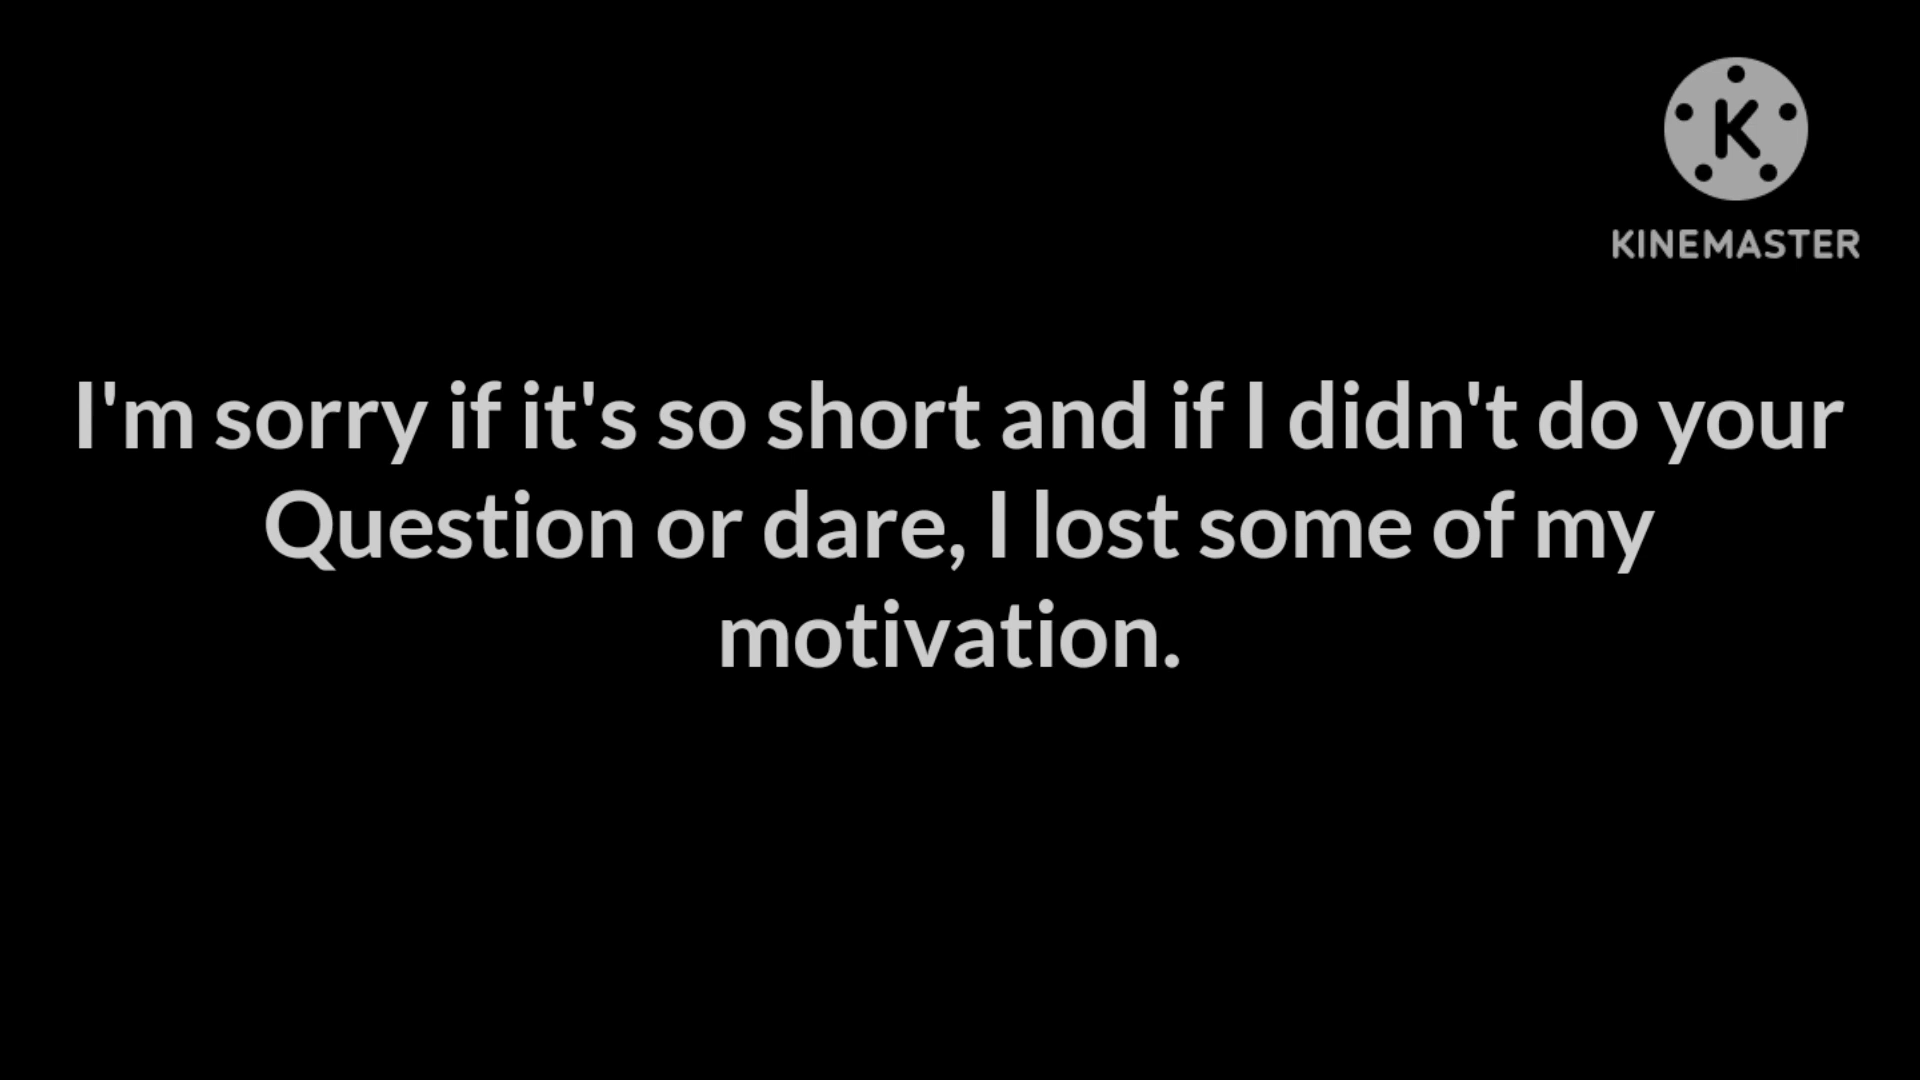 K
KINEMASTER
I'm sorry if it's so short and if I didn't do your
Question or dare, I lost some of my
motivation.